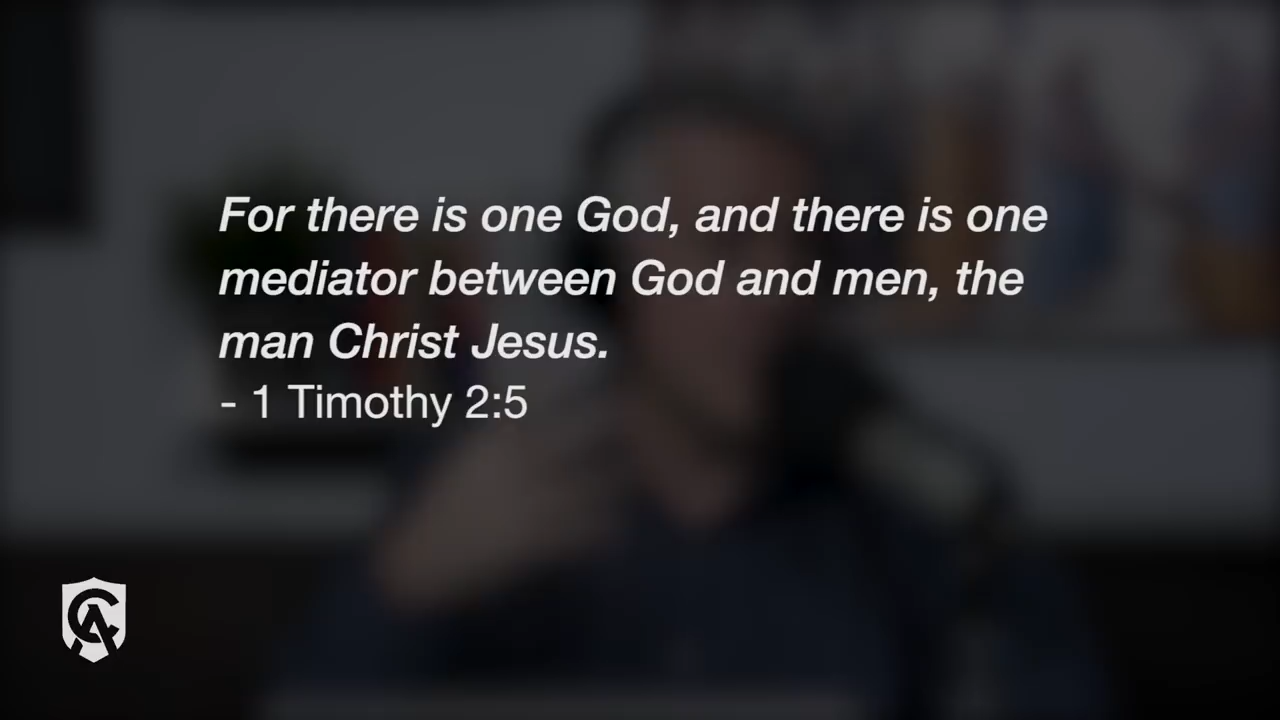 For there is one God, and there is one
mediator between God and men, the
man Christ Jesus.
- 1 Timothy 2:5
CA